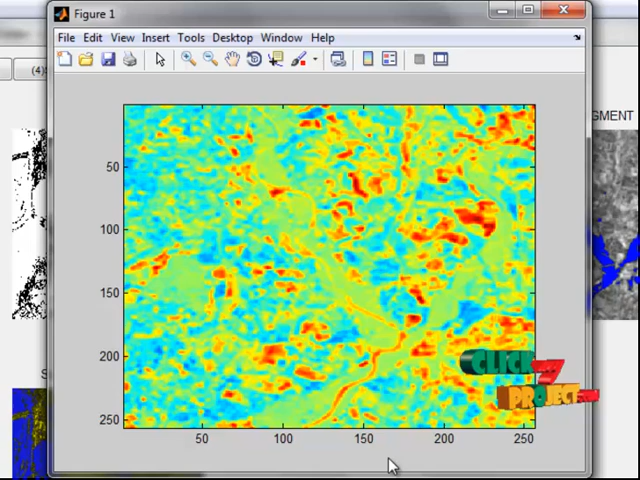 Figure 1
File Edit View Insert Tools Desktop Window Help
(4)
GMENT
50
100
150
200
250
50 100 150 200 250
S
CLICK
PROJECT